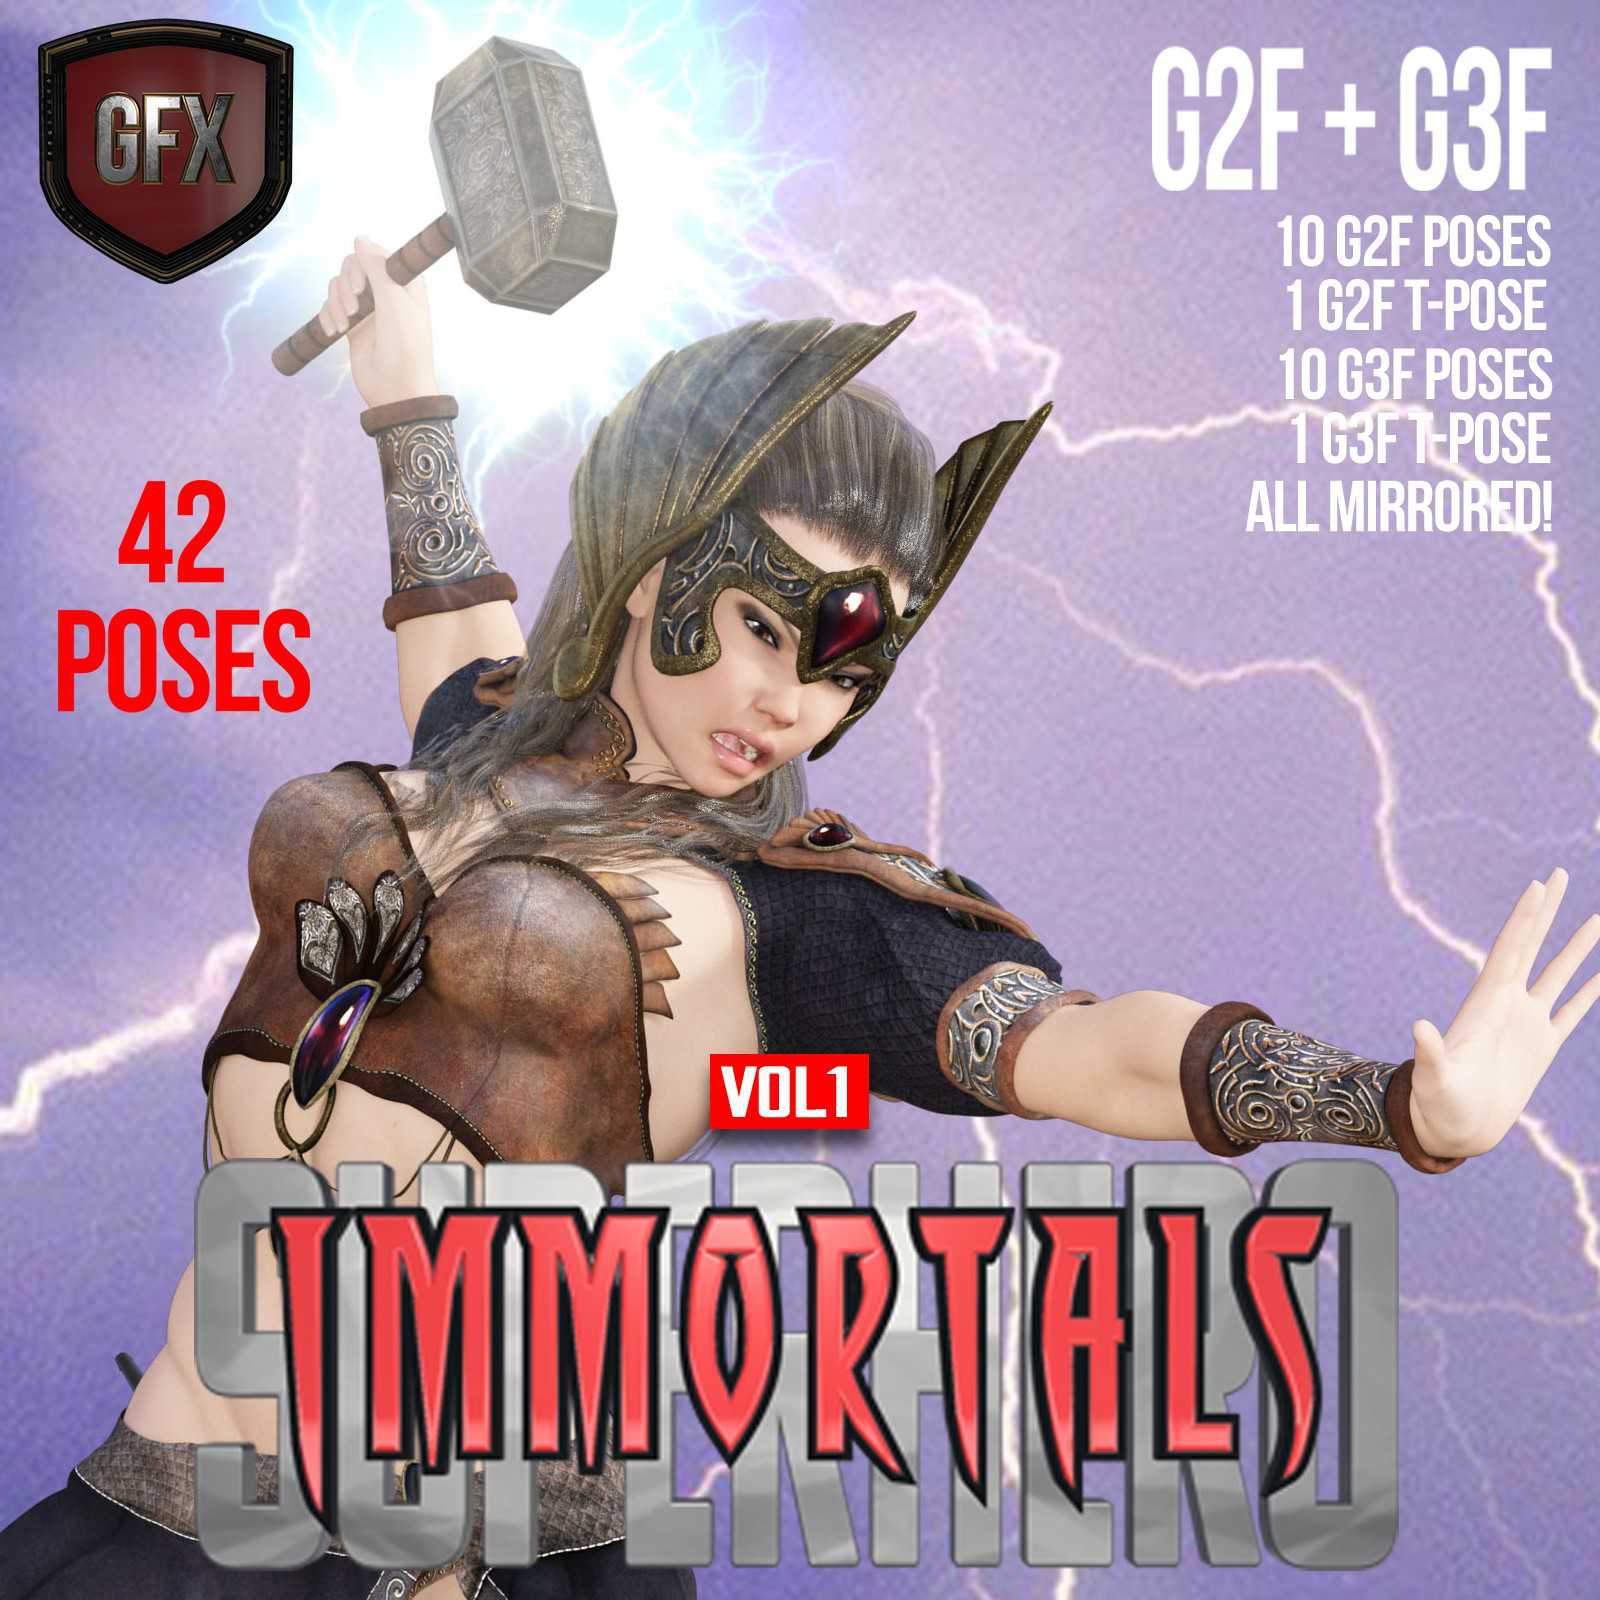 GFX
G2F + G3F
10 G2F POSES
1 G2F T-POSE
10 G3F POSES
1 G3F T-POSE
ALL MIRRORED!
42
POSES
VOL1
SUPERHERO
IMMORTALS